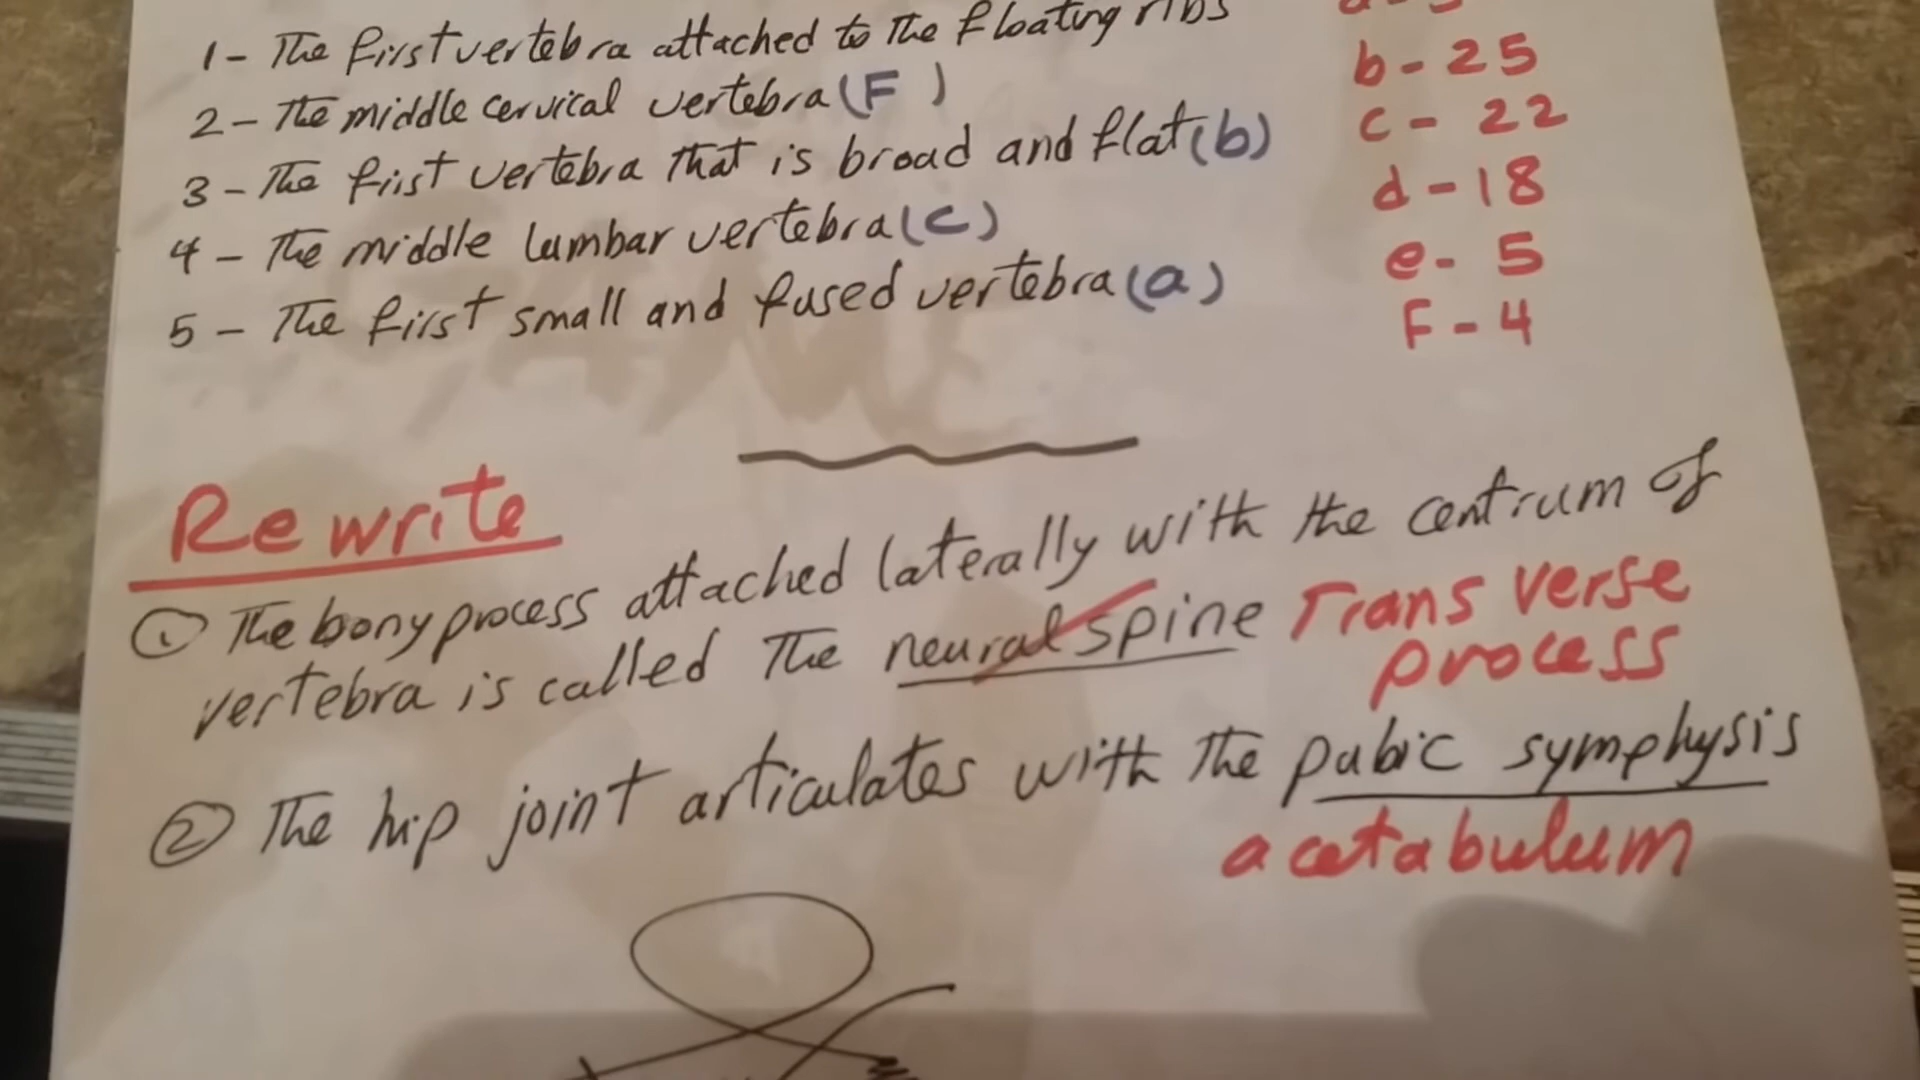 1- The first vertebra attached to the floating ribs
2- The middle cervical vertebra (F)
3- The first vertebra that is broad and flat (b)
4- The middle lumbar vertebra (c)
5- The first small and fused vertebra (a)
b-25
c-22
d-18
e-5
F-4
Rewrite
① The bony process attached laterally with the centrum of
vertebra is called the neural spine Transverse
process
② The hip joint articulates with the pubic symphysis
acetabulum